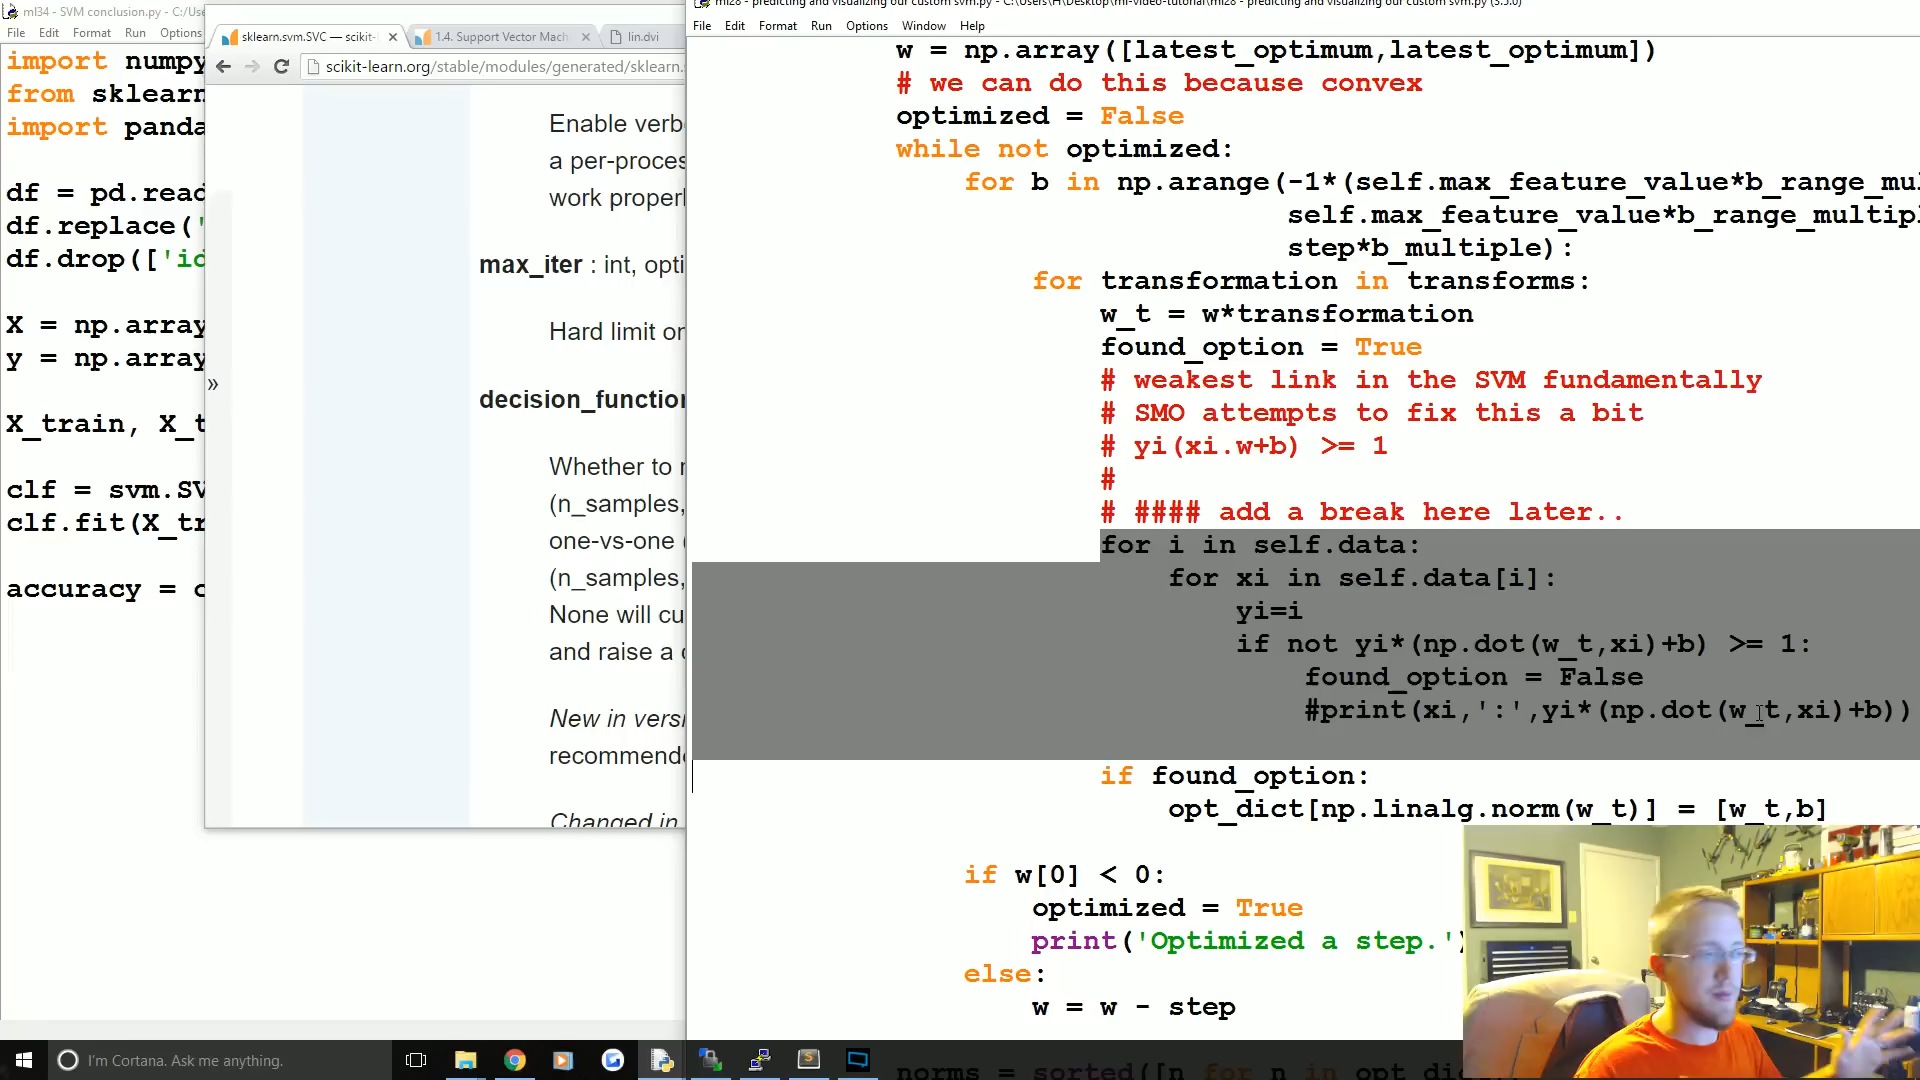 ml34 - SVM conclusion.py - C:/Use
File Edit Format Run Options
import numpy
from sklearn
import panda
df = pd.read
df.replace('
df.drop(['id
X = np.array
y = np.array
X_train, X_t
clf = svm.SV
clf.fit(X_tr
accuracy = c
sklearn.svm.SVC — scikit-
1.4. Support Vector Mach
lin.dvi
scikit-learn.org/stable/modules/generated/sklearn.s
»
Enable verb
a per-proces
work properl
max_iter : int, opti
Hard limit on
decision_function
Whether to r
(n_samples,
one-vs-one (
(n_samples,
None will cu
and raise a d
New in versi
recommende
Changed in
ml28 - predicting and visualizing our custom svm.py - C:\Users\H\Desktop\ml-video-tutorial\ml28 - predicting and visualizing our custom svm.py (3.5.0)
File Edit Format Run Options Window Help
w = np.array([latest_optimum,latest_optimum])
# we can do this because convex
optimized = False
while not optimized:
for b in np.arange(-1*(self.max_feature_value*b_range_mul
self.max_feature_value*b_range_multipl
step*b_multiple):
for transformation in transforms:
w_t = w*transformation
found_option = True
# weakest link in the SVM fundamentally
# SMO attempts to fix this a bit
# yi(xi.w+b) >= 1
#
# #### add a break here later..
for i in self.data:
for xi in self.data[i]:
yi=i
if not yi*(np.dot(w_t,xi)+b) >= 1:
found_option = False
#print(xi,':',yi*(np.dot(w_t,xi)+b))
if found_option:
opt_dict[np.linalg.norm(w_t)] = [w_t,b]
if w[0] < 0:
optimized = True
print('Optimized a step.')
else:
w = w - step
norms = sorted([n for n in opt_dic
I'm Cortana. Ask me anything.